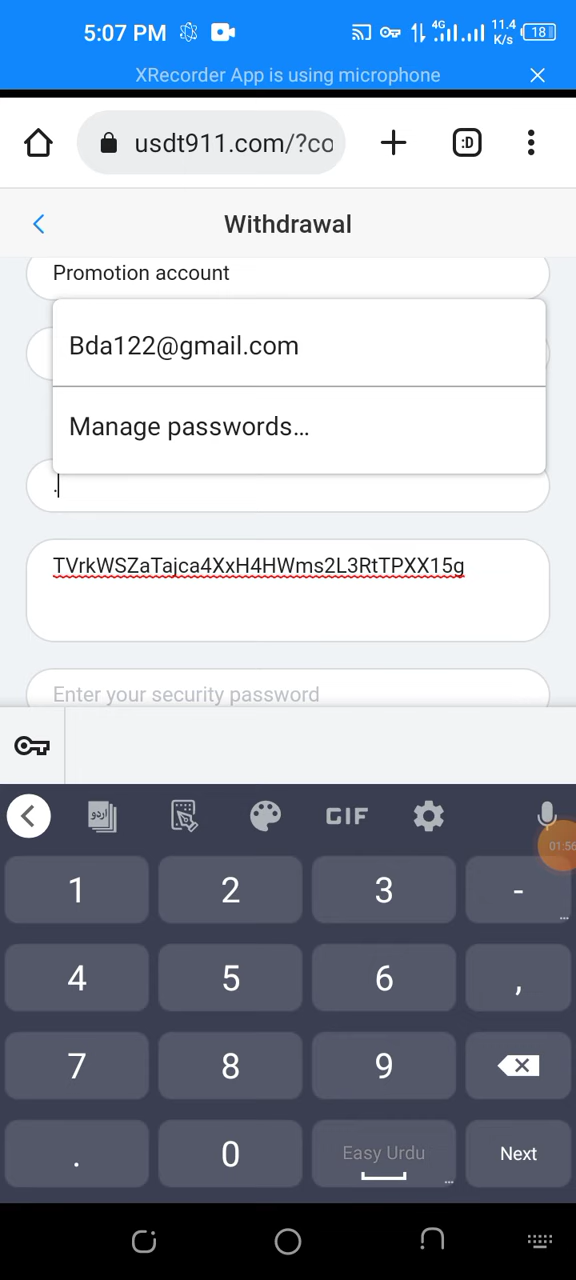 5:07 PM
4G
11.4
K/s
18
XRecorder App is using microphone
usdt911.com/?co
:D
Withdrawal
Promotion account
Bda122@gmail.com
Manage passwords...
.
TVrkWSZaTajca4XxH4HWms2L3RtTPXX15g
Enter your security password
اردو
GIF
01:56
1 2 3 -
4 5 6 ,
7 8 9
. 0 Easy Urdu Next